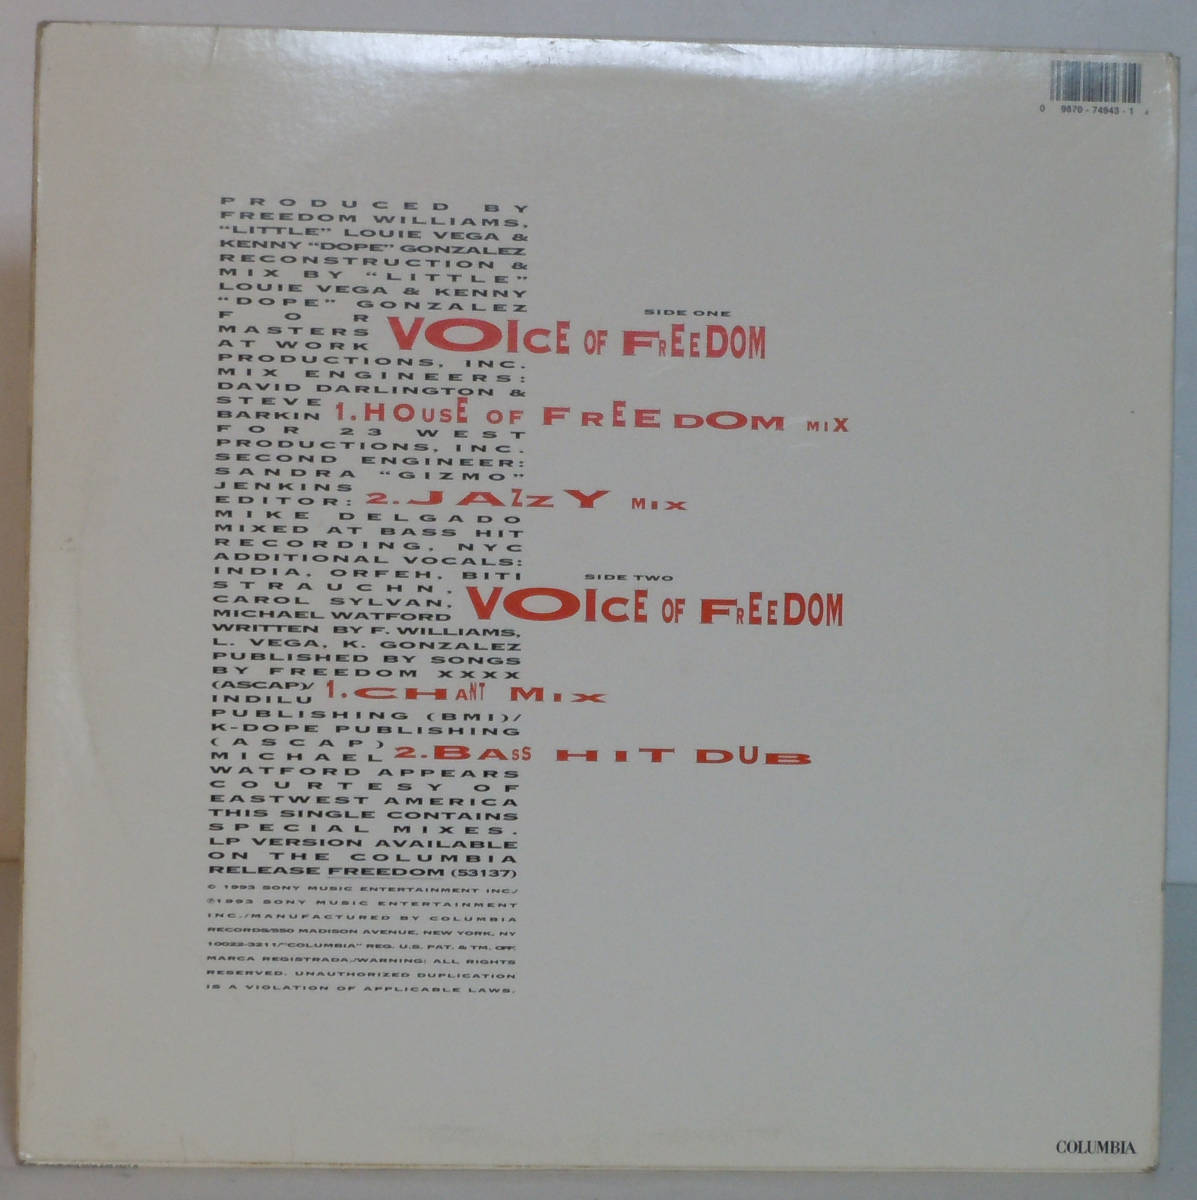 0 9870-74943-1 4
PRODUCED BY
FREEDOM WILLIAMS,
"LITTLE" LOUIE VEGA &
KENNY "DOPE" GONZALEZ
RECONSTRUCTION &
MIX BY "LITTLE"
LOUIE VEGA & KENNY
"DOPE" GONZALEZ
FOR
MASTERS
AT WORK
PRODUCTIONS, INC.
MIX ENGINEERS:
DAVID DARLINGTON &
STEVE
BARKIN
FOR 23 WEST
PRODUCTIONS, INC.
SECOND ENGINEER:
SANDRA "GIZMO"
JENKINS
EDITOR:
MIKE DELGADO
MIXED AT BASS HIT
RECORDING, NYC
ADDITIONAL VOCALS:
INDIA, ORFEH, BITI
STRAUCHN,
CAROL SYLVAN,
MICHAEL WATFORD
WRITTEN BY F. WILLIAMS,
L. VEGA, K. GONZALEZ
PUBLISHED BY SONGS
BY FREEDOM XXXX
(ASCAP)/
INDILU
PUBLISHING (BMI)/
K-DOPE PUBLISHING
(ASCAP)
MICHAEL
WATFORD APPEARS
COURTESY OF
EASTWEST AMERICA
THIS SINGLE CONTAINS
SPECIAL MIXES.
LP VERSION AVAILABLE
ON THE COLUMBIA
RELEASE FREEDOM (53137)
© 1993 SONY MUSIC ENTERTAINMENT INC./
℗ 1993 SONY MUSIC ENTERTAINMENT
INC./MANUFACTURED BY COLUMBIA
RECORDS/550 MADISON AVENUE, NEW YORK, NY
10022-3211/"COLUMBIA" REG. U.S. PAT. & TM. OFF.
MARCA REGISTRADA./WARNING: ALL RIGHTS
RESERVED. UNAUTHORIZED DUPLICATION
IS A VIOLATION OF APPLICABLE LAWS.
SIDE ONE
VOICE OF FREEDOM
1. HOUSE OF FREEDOM MIX
2. JAZZY MIX
SIDE TWO
VOICE OF FREEDOM
1. CHANT MIX
2. BASS HIT DUB
COLUMBIA